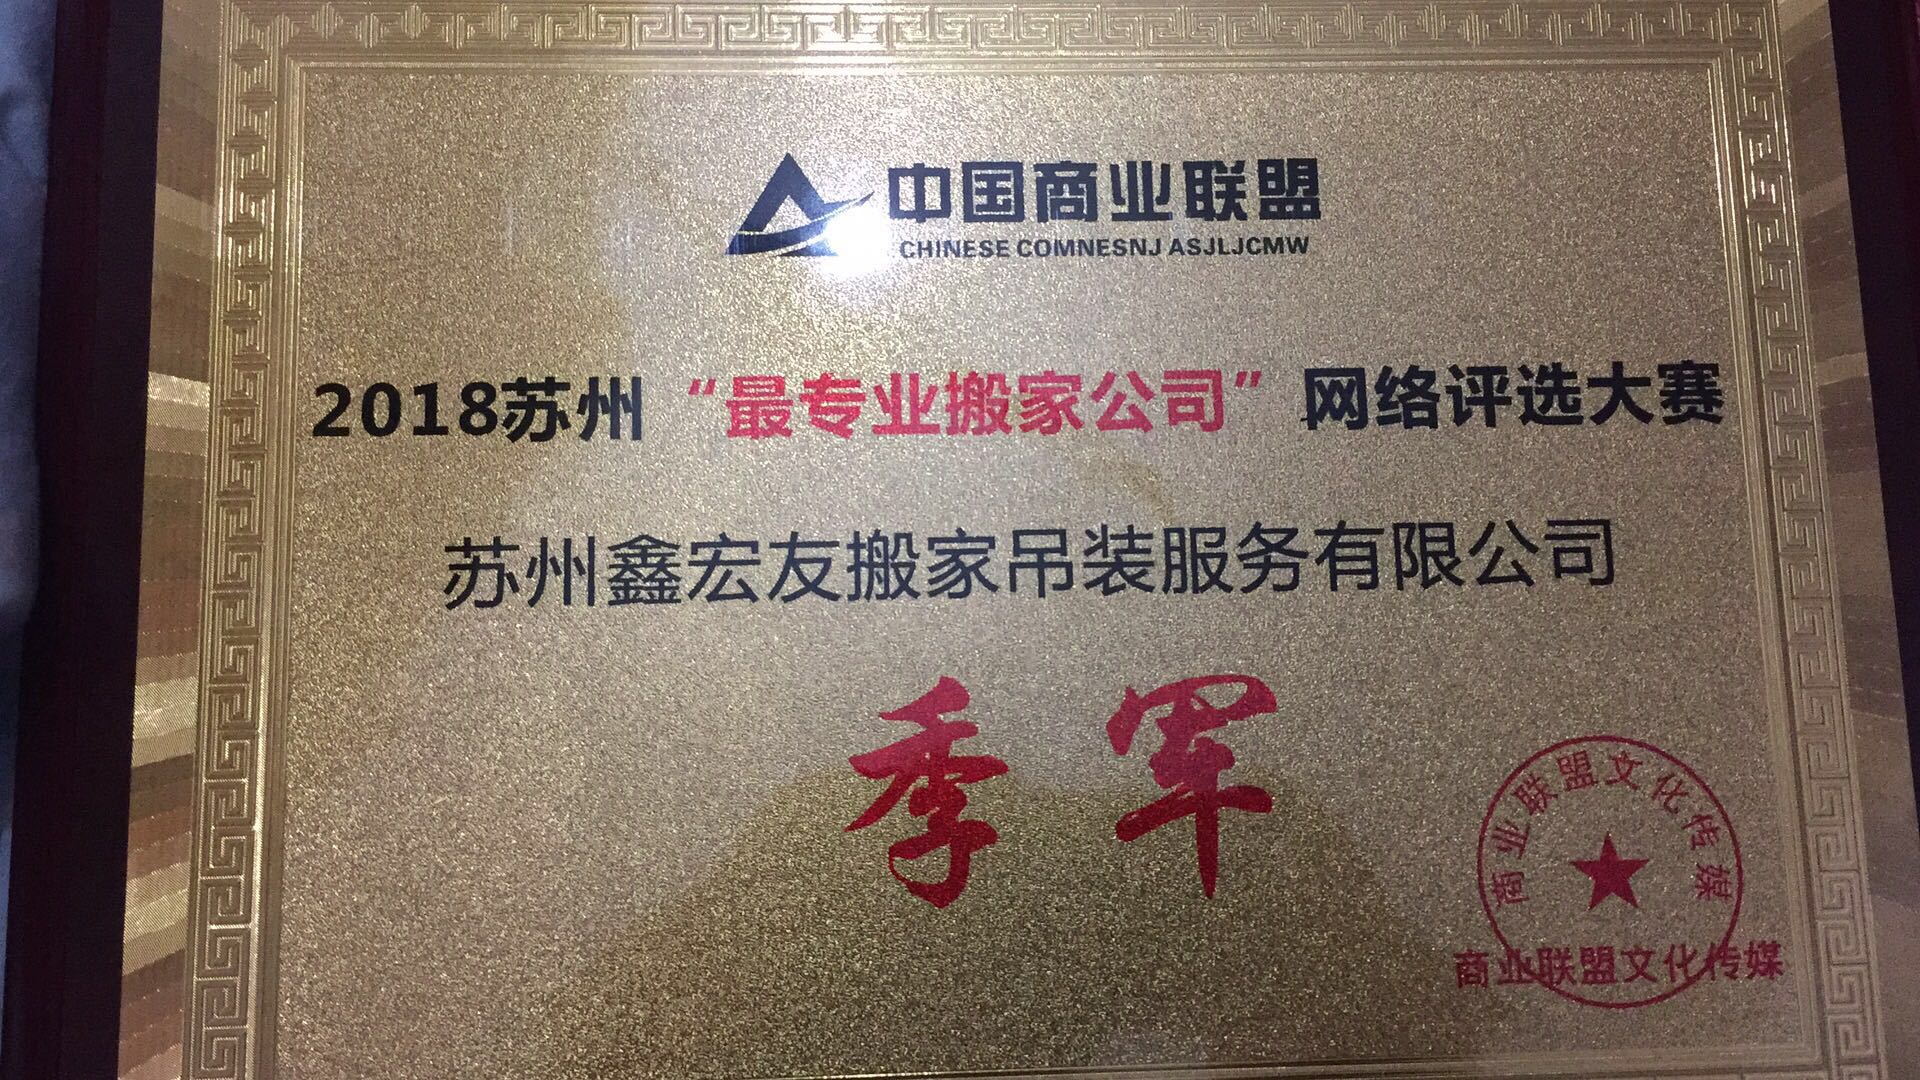 中国商业联盟
CHINESE COMNESNJ ASJLJCMW
2018苏州“最专业搬家公司”网络评选大赛
苏州鑫宏友搬家吊装服务有限公司
季军
商业联盟文化传媒
商业联盟文化传媒